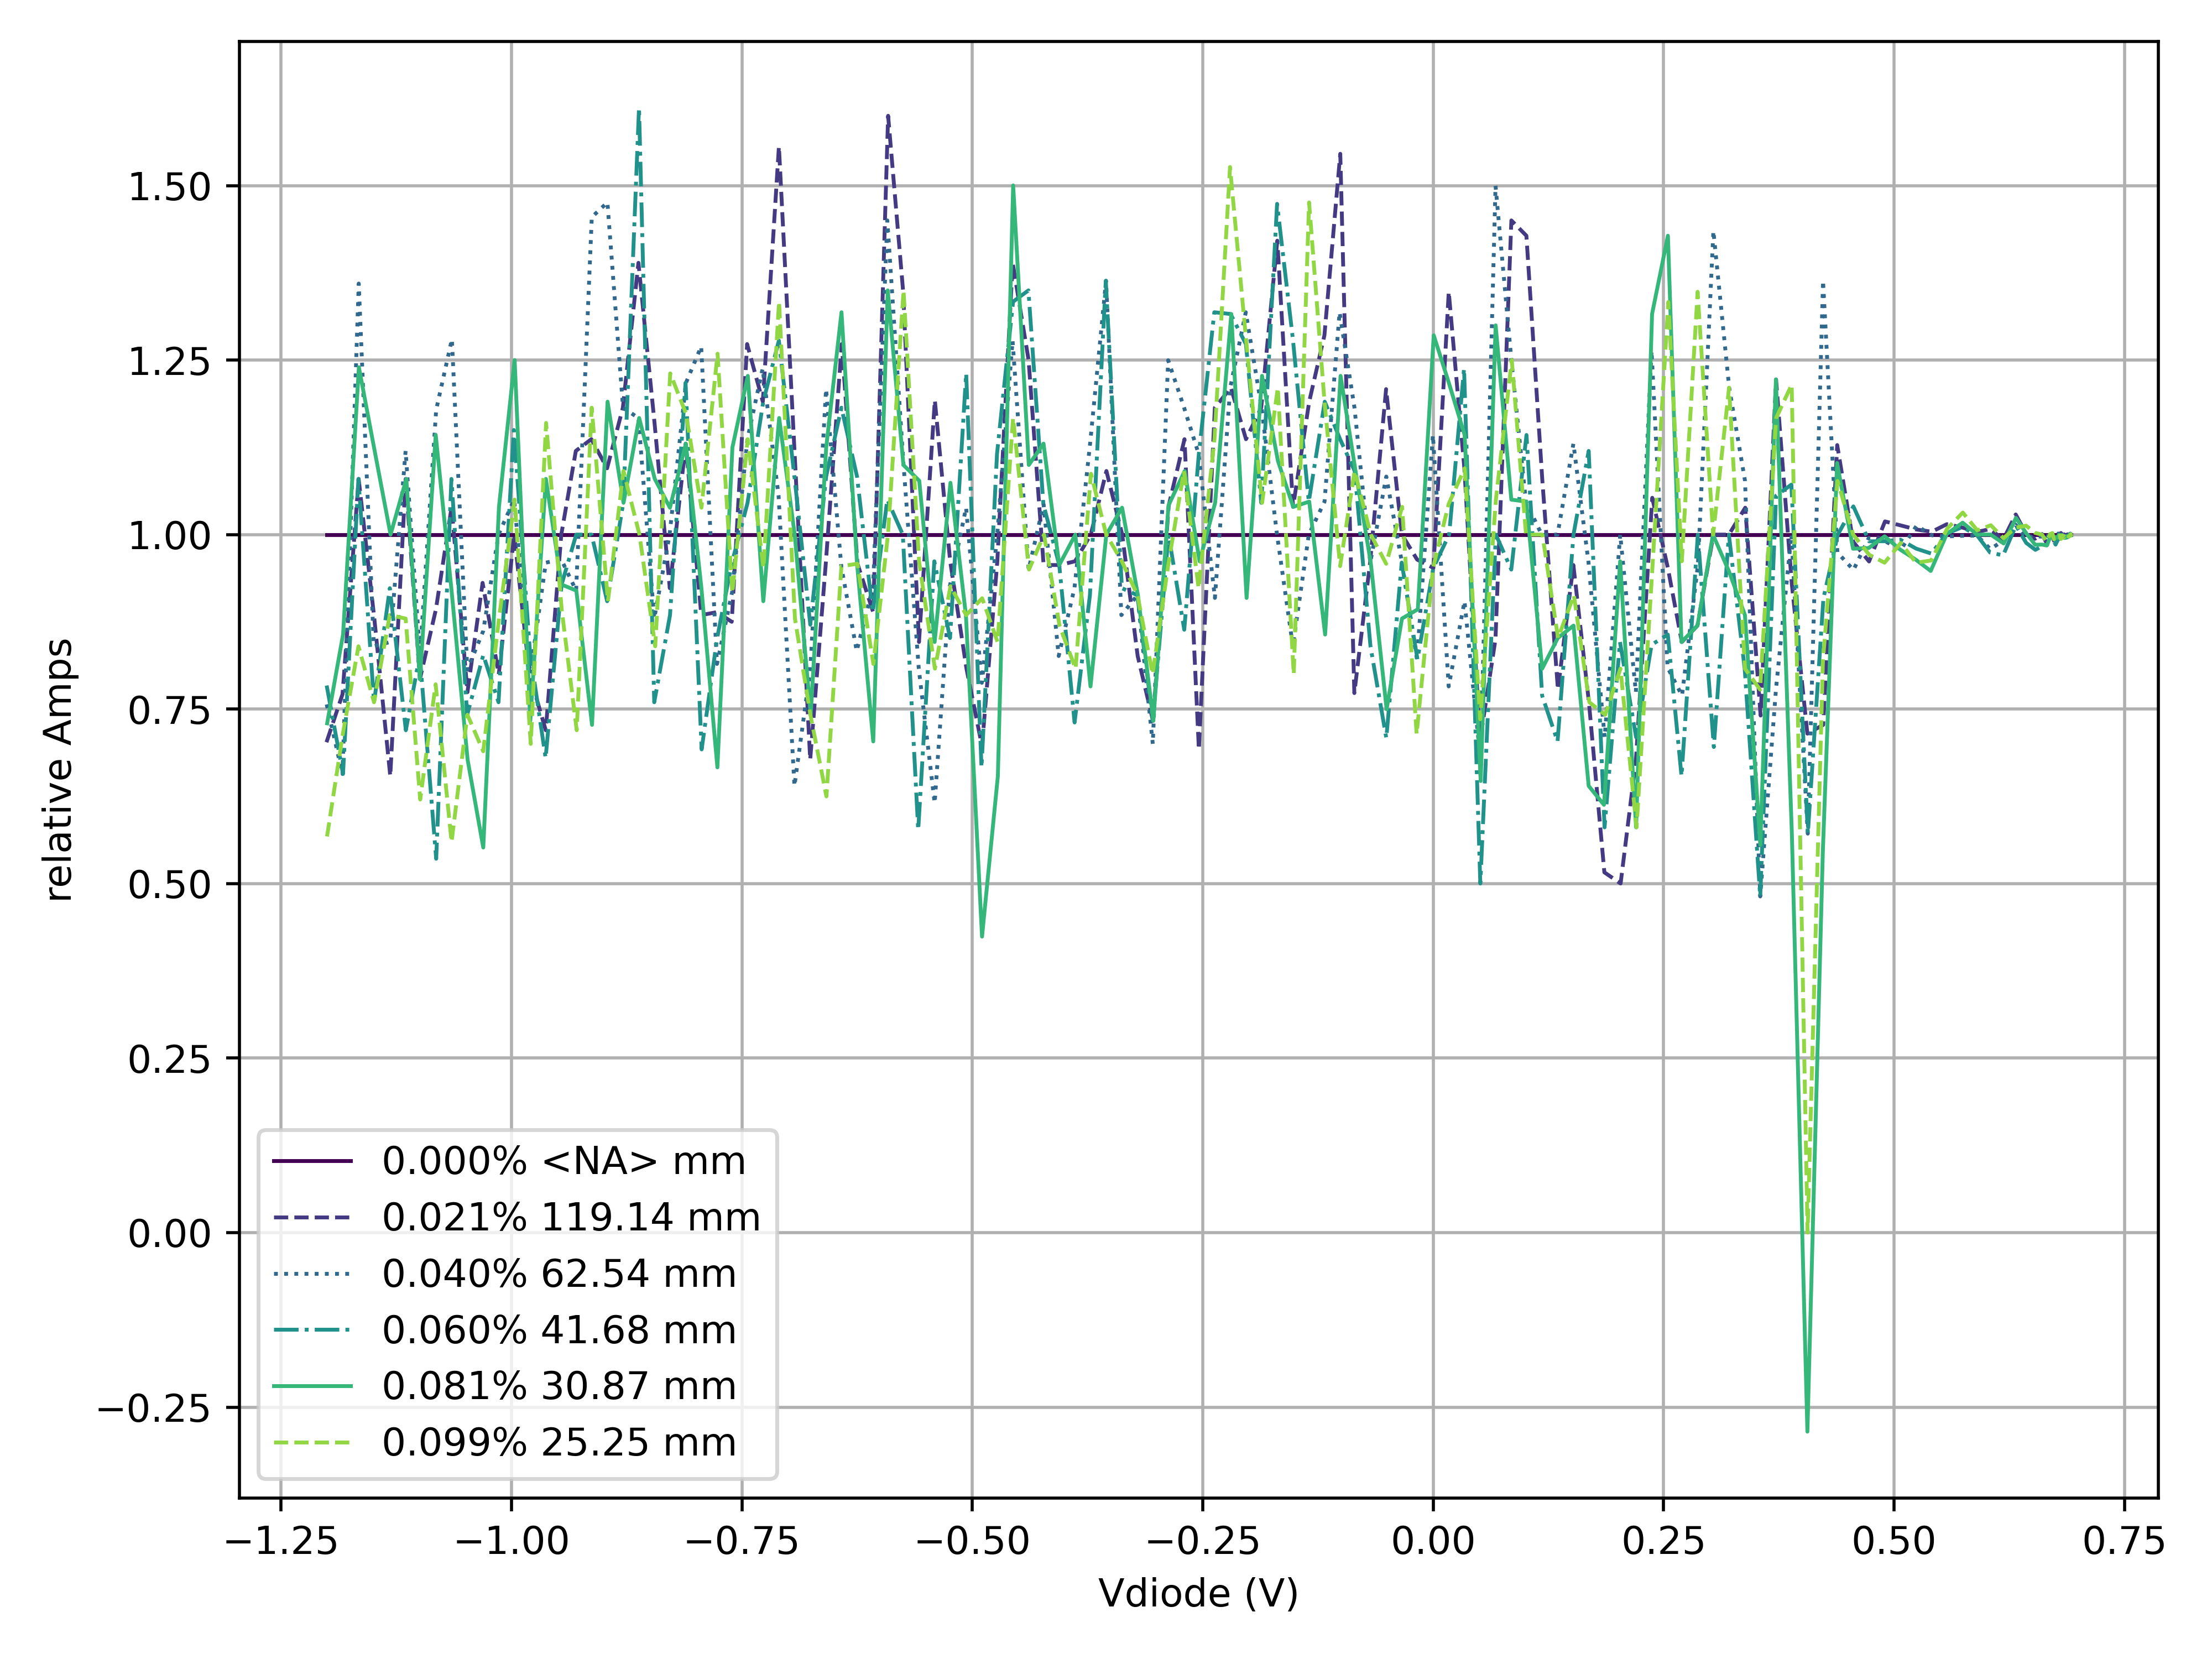 1.50
1.25
1.00
0.75
0.50
0.25
0.00
−0.25
relative Amps
0.000% <NA> mm
0.021% 119.14 mm
0.040% 62.54 mm
0.060% 41.68 mm
0.081% 30.87 mm
0.099% 25.25 mm
−1.25 −1.00 −0.75 −0.50 −0.25 0.00 0.25 0.50 0.75
Vdiode (V)